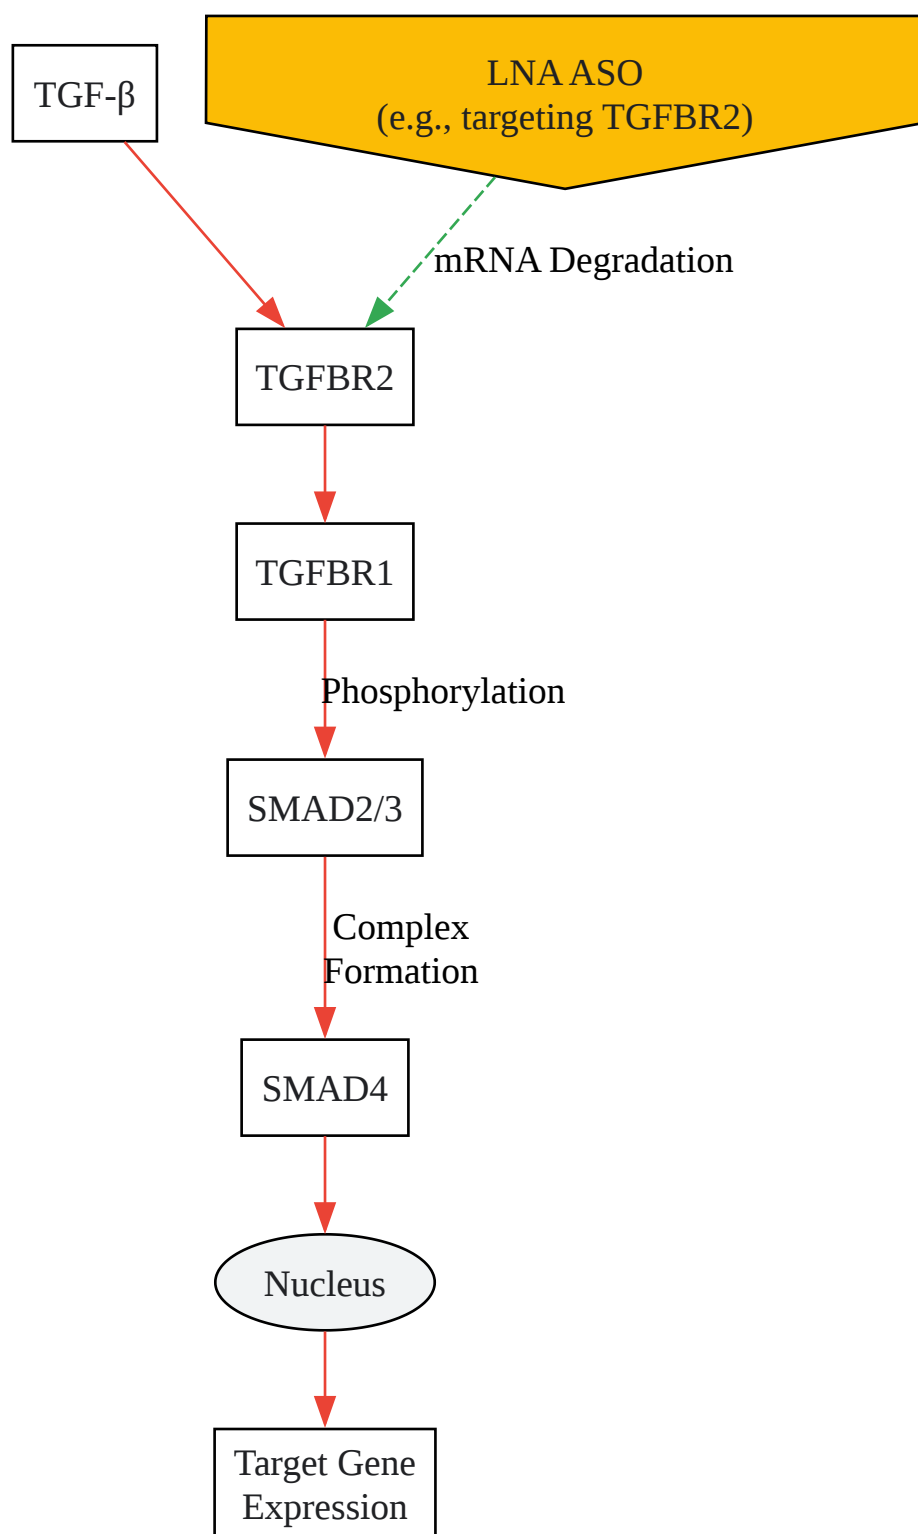 TGF-β
LNA ASO
(e.g., targeting TGFBR2)
mRNA Degradation
TGFBR2
TGFBR1
Phosphorylation
SMAD2/3
Complex
Formation
SMAD4
Nucleus
Target Gene
Expression